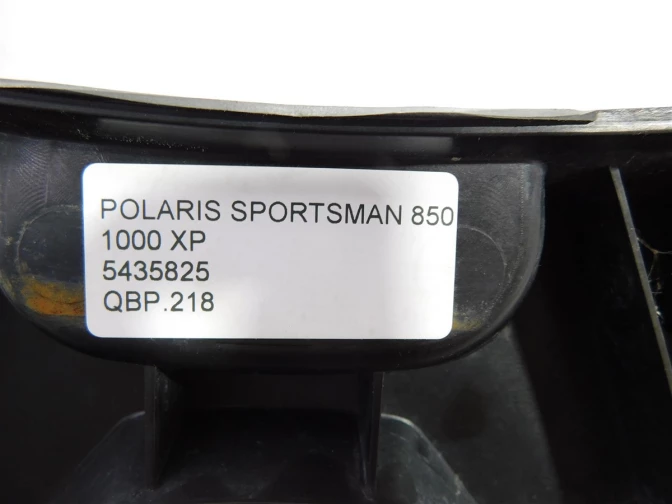 POLARIS SPORTSMAN 850
1000 XP
5435825
QBP.218